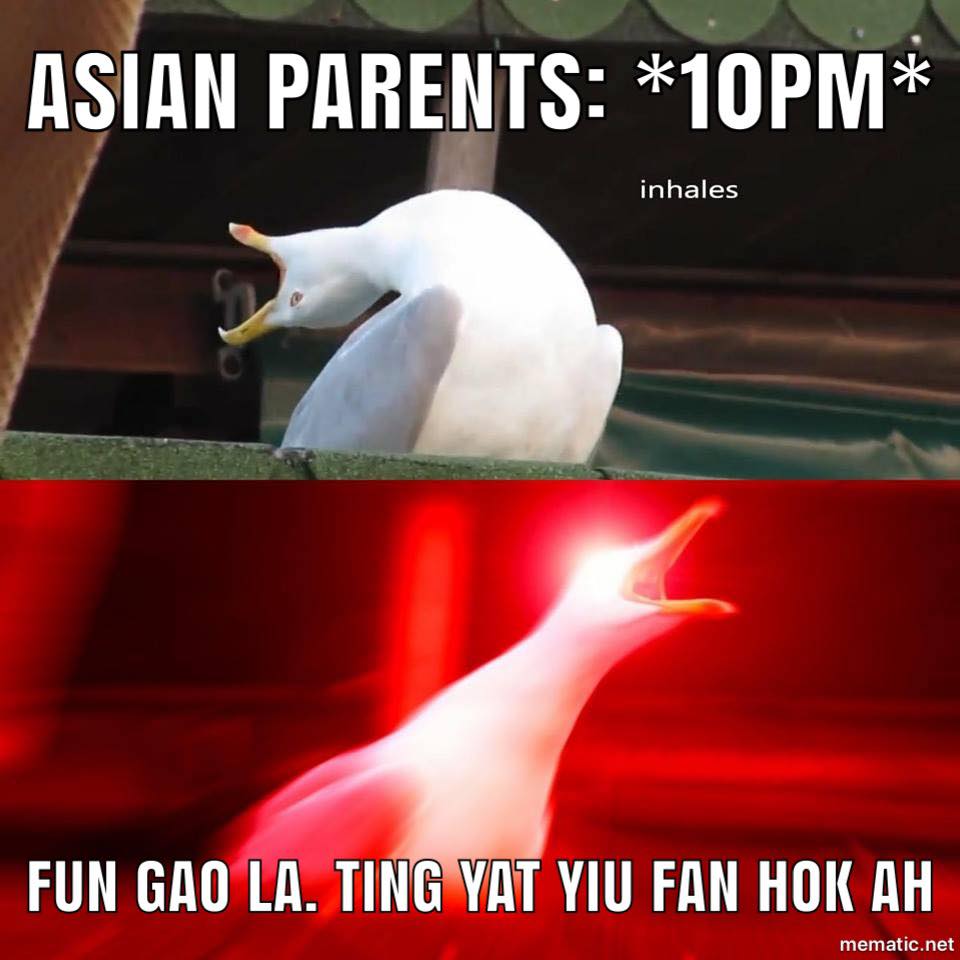 ASIAN PARENTS: *10PM*
inhales
FUN GAO LA. TING YAT YIU FAN HOK AH
mematic.net